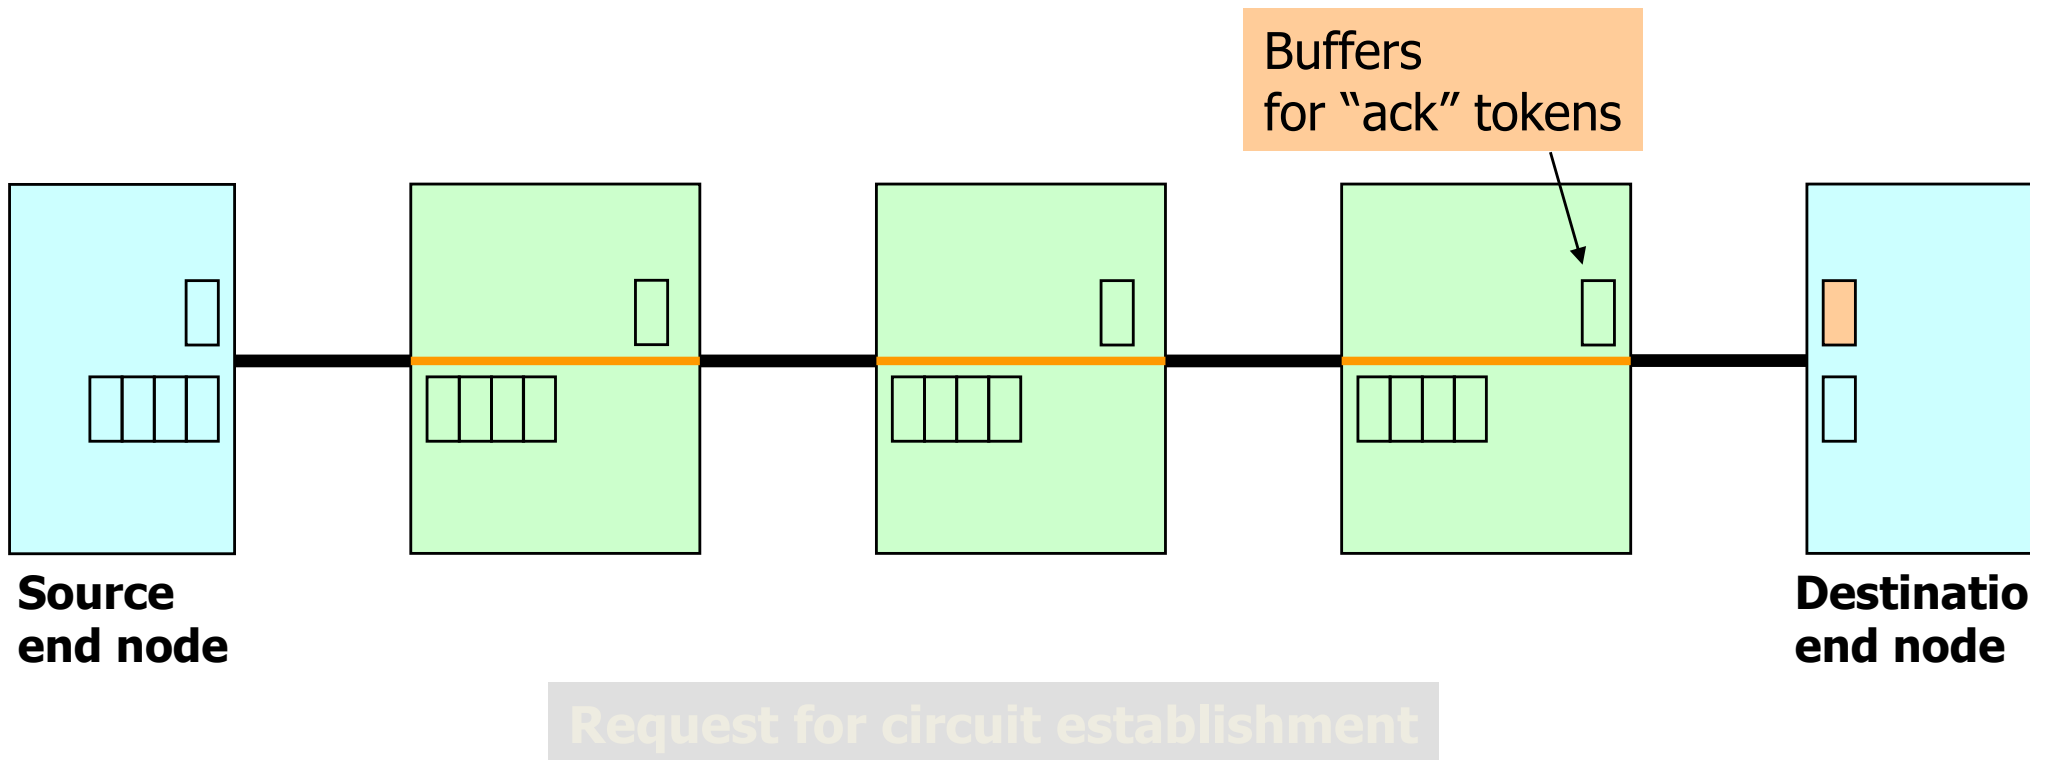 Buffers
for “ack” tokens
Source
end node
Destinatio
end node
Request for circuit establishment